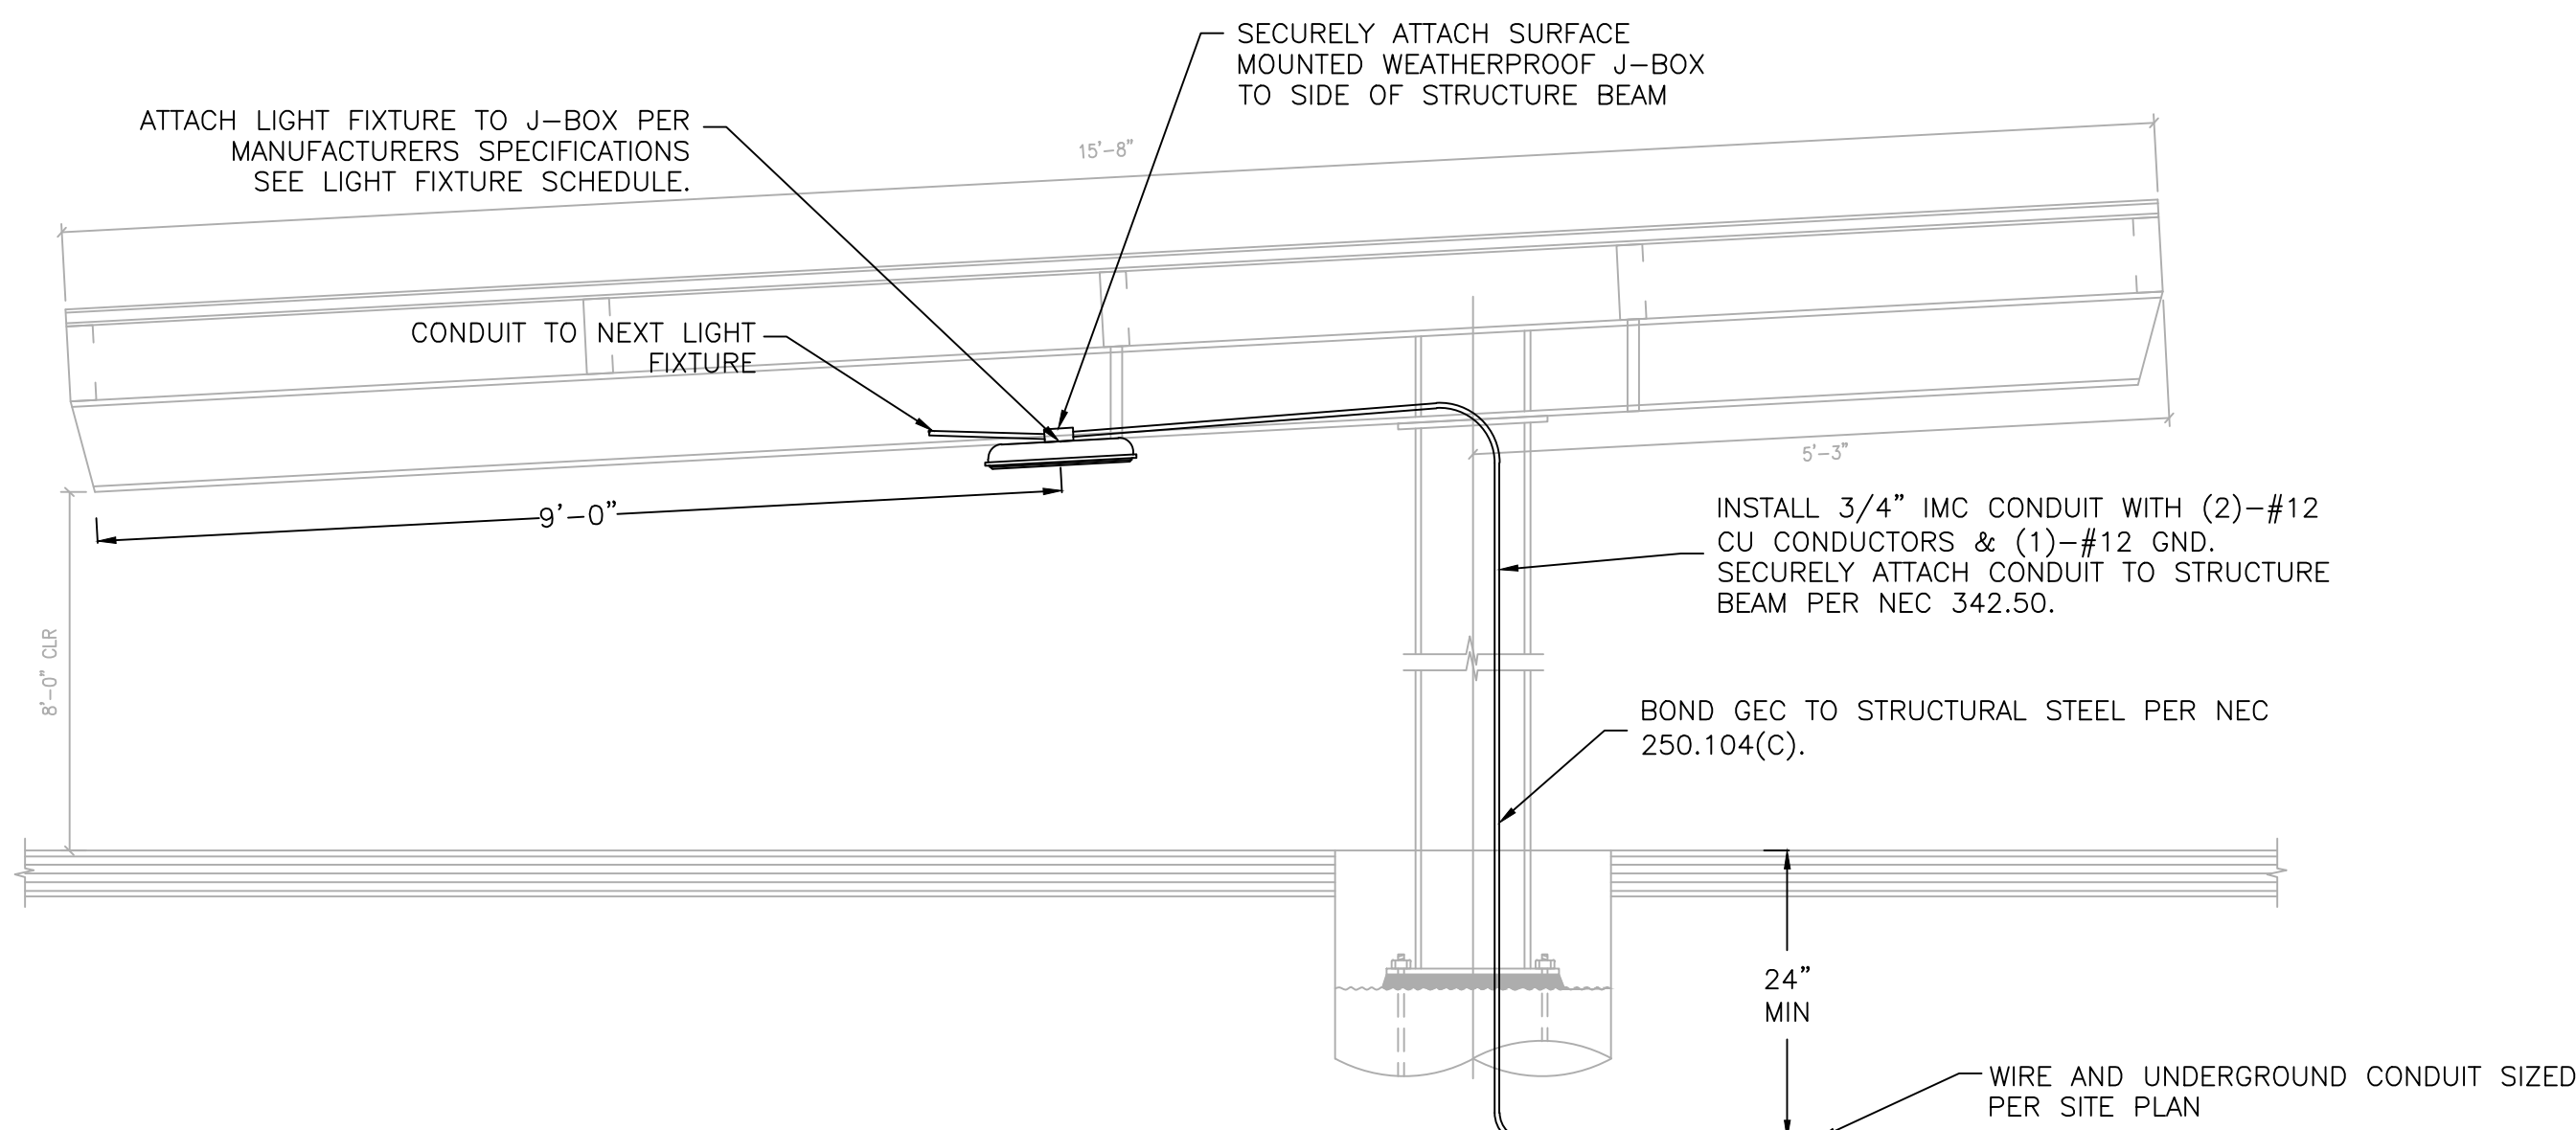 SECURELY ATTACH SURFACE
MOUNTED WEATHERPROOF J-BOX
TO SIDE OF STRUCTURE BEAM
ATTACH LIGHT FIXTURE TO J-BOX PER
MANUFACTURERS SPECIFICATIONS
SEE LIGHT FIXTURE SCHEDULE.
15'-8"
CONDUIT TO NEXT LIGHT
FIXTURE
5'-3"
9'-0"
INSTALL 3/4" IMC CONDUIT WITH (2)-#12
CU CONDUCTORS & (1)-#12 GND.
SECURELY ATTACH CONDUIT TO STRUCTURE
BEAM PER NEC 342.50.
8'-0" CLR
BOND GEC TO STRUCTURAL STEEL PER NEC
250.104(C).
24"
MIN
WIRE AND UNDERGROUND CONDUIT SIZED
PER SITE PLAN